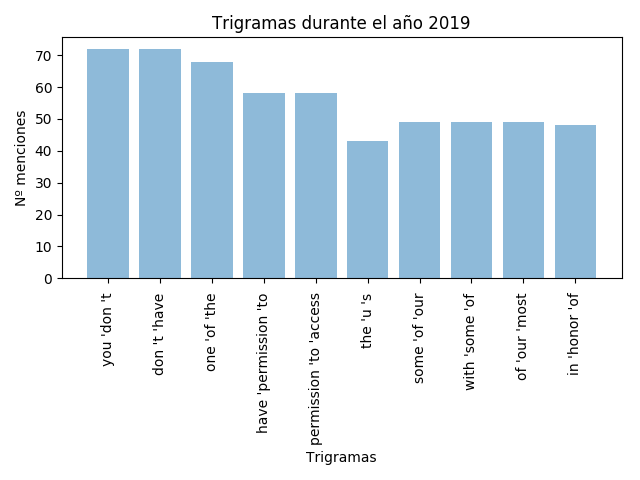 Trigramas durante el año 2019
Nº menciones
70
60
50
40
30
20
10
0
you 'don 't
don 't 'have
one 'of 'the
have 'permission 'to
permission 'to 'access
the 'u 's
some 'of 'our
with 'some 'of
of 'our 'most
in 'honor 'of
Trigramas